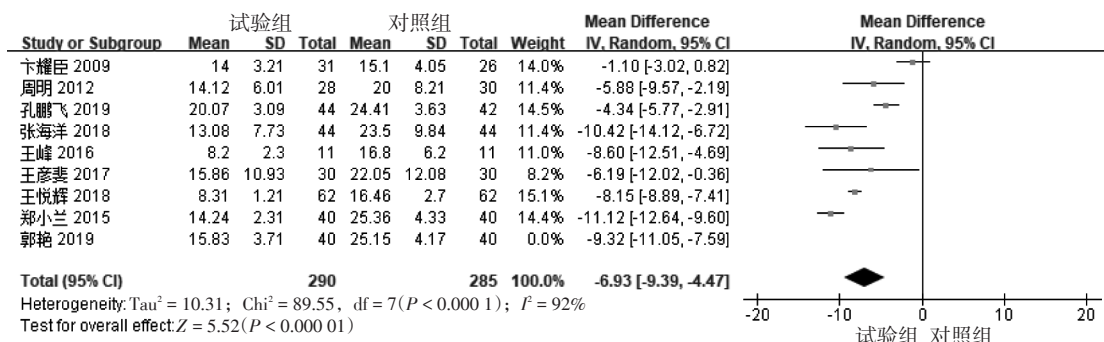 试验组 对照组 Mean Difference Mean Difference
Study or Subgroup Mean SD Total Mean SD Total Weight IV, Random, 95% CI IV, Random, 95% CI
卞耀臣 2009 14 3.21 31 15.1 4.05 26 14.0% -1.10 [-3.02, 0.82]
周明 2012 14.12 6.01 28 20 8.21 30 11.4% -5.88 [-9.57, -2.19]
孔鹏飞 2019 20.07 3.09 44 24.41 3.63 42 14.5% -4.34 [-5.77, -2.91]
张海洋 2018 13.08 7.73 44 23.5 9.84 44 11.4% -10.42 [-14.12, -6.72]
王峰 2016 8.2 2.3 11 16.8 6.2 11 11.0% -8.60 [-12.51, -4.69]
王彦斐 2017 15.86 10.93 30 22.05 12.08 30 8.2% -6.19 [-12.02, -0.36]
王悦辉 2018 8.31 1.21 62 16.46 2.7 62 15.0% -8.15 [-8.89, -7.41]
郑小兰 2015 14.24 2.31 40 25.36 4.33 40 14.4% -11.12 [-12.64, -9.60]
郭艳 2019 15.83 3.71 40 25.15 4.17 40 0.0% -9.32 [-11.05, -7.59]
Total (95% CI) 290 285 100.0% -6.93 [-9.39, -4.47]
Heterogeneity: Tau² = 10.31; Chi² = 89.55, df = 7(P < 0.000 1); I² = 92%
Test for overall effect: Z = 5.52(P < 0.000 01)
-20 -10 0 10 20
试验组 对照组